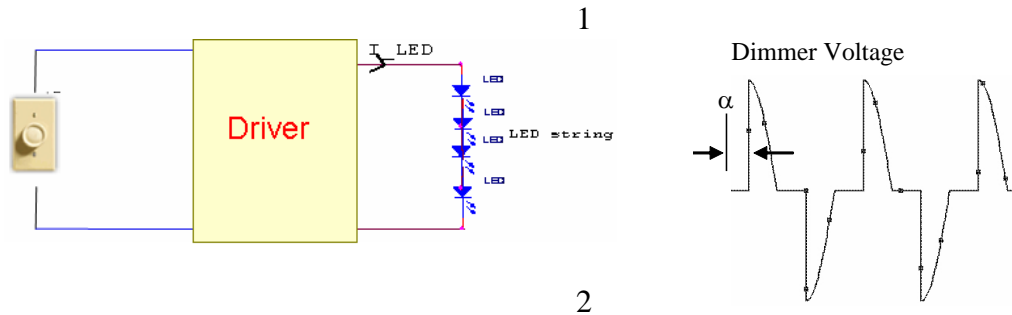 1
I_LED
Dimmer Voltage
LED
α
LED
Driver
LED
LED string
LED
2